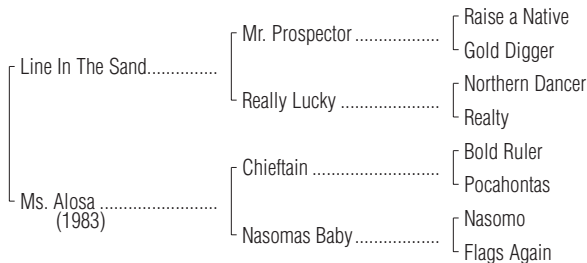 Raise a Native
Mr. Prospector ....................
Gold Digger
Line In The Sand................
Northern Dancer
Really Lucky .......................
Realty
Bold Ruler
Chieftain .............................
Pocahontas
Ms. Alosa ...........................
(1983)
Nasomo
Nasomas Baby ...................
Flags Again